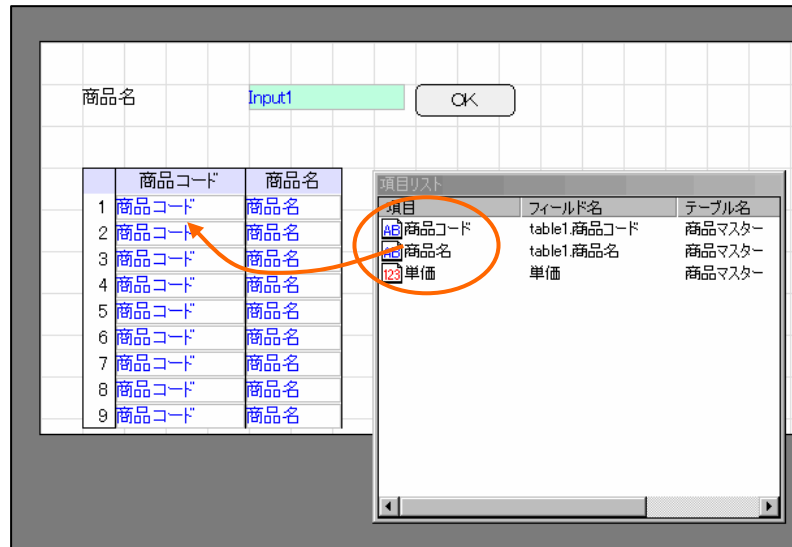 商品名 Input1 OK
商品コード 商品名
1 商品コード 商品名
2 商品コード 商品名
3 商品コード 商品名
4 商品コード 商品名
5 商品コード 商品名
6 商品コード 商品名
7 商品コード 商品名
8 商品コード 商品名
9 商品コード 商品名
項目リスト
項目 フィールド名 テーブル名
AB 商品コード table1.商品コード 商品マスター
AB 商品名 table1.商品名 商品マスター
123 単価 単価 商品マスター